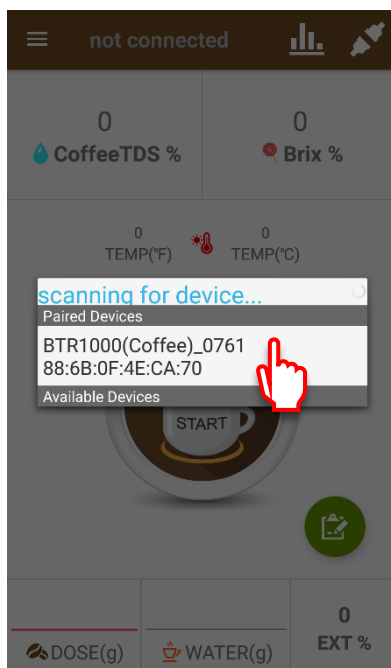 not connected
0
CoffeeTDS %
0
Brix %
0
TEMP(℉)
0
TEMP(℃)
scanning for device...
Paired Devices
BTR1000(Coffee)_0761
88:6B:0F:4E:CA:70
Available Devices
START
DOSE(g)
WATER(g)
0
EXT %